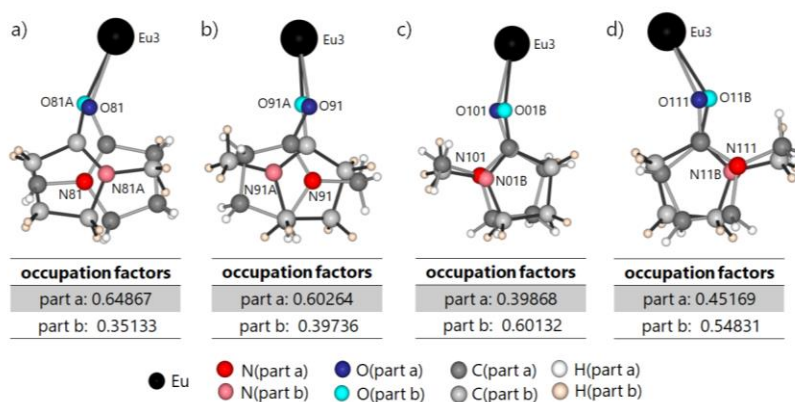 a) b) c) d)
Eu3 Eu3 Eu3 Eu3
O81A O81 O91A O91 O101 O01B O111 O11B
N81 N81A N91A N91 N101 N01B N111 N11B
occupation factors occupation factors occupation factors occupation factors
part a: 0.64867 part a: 0.60264 part a: 0.39868 part a: 0.45169
part b: 0.35133 part b: 0.39736 part b: 0.60132 part b: 0.54831
Eu N(part a) O(part a) C(part a) H(part a)
N(part b) O(part b) C(part b) H(part b)